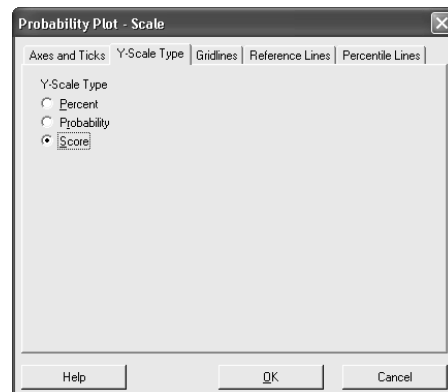 Probability Plot - Scale
Axes and Ticks Y-Scale Type Gridlines Reference Lines Percentile Lines
Y-Scale Type
Percent
Probability
Score
Help OK Cancel